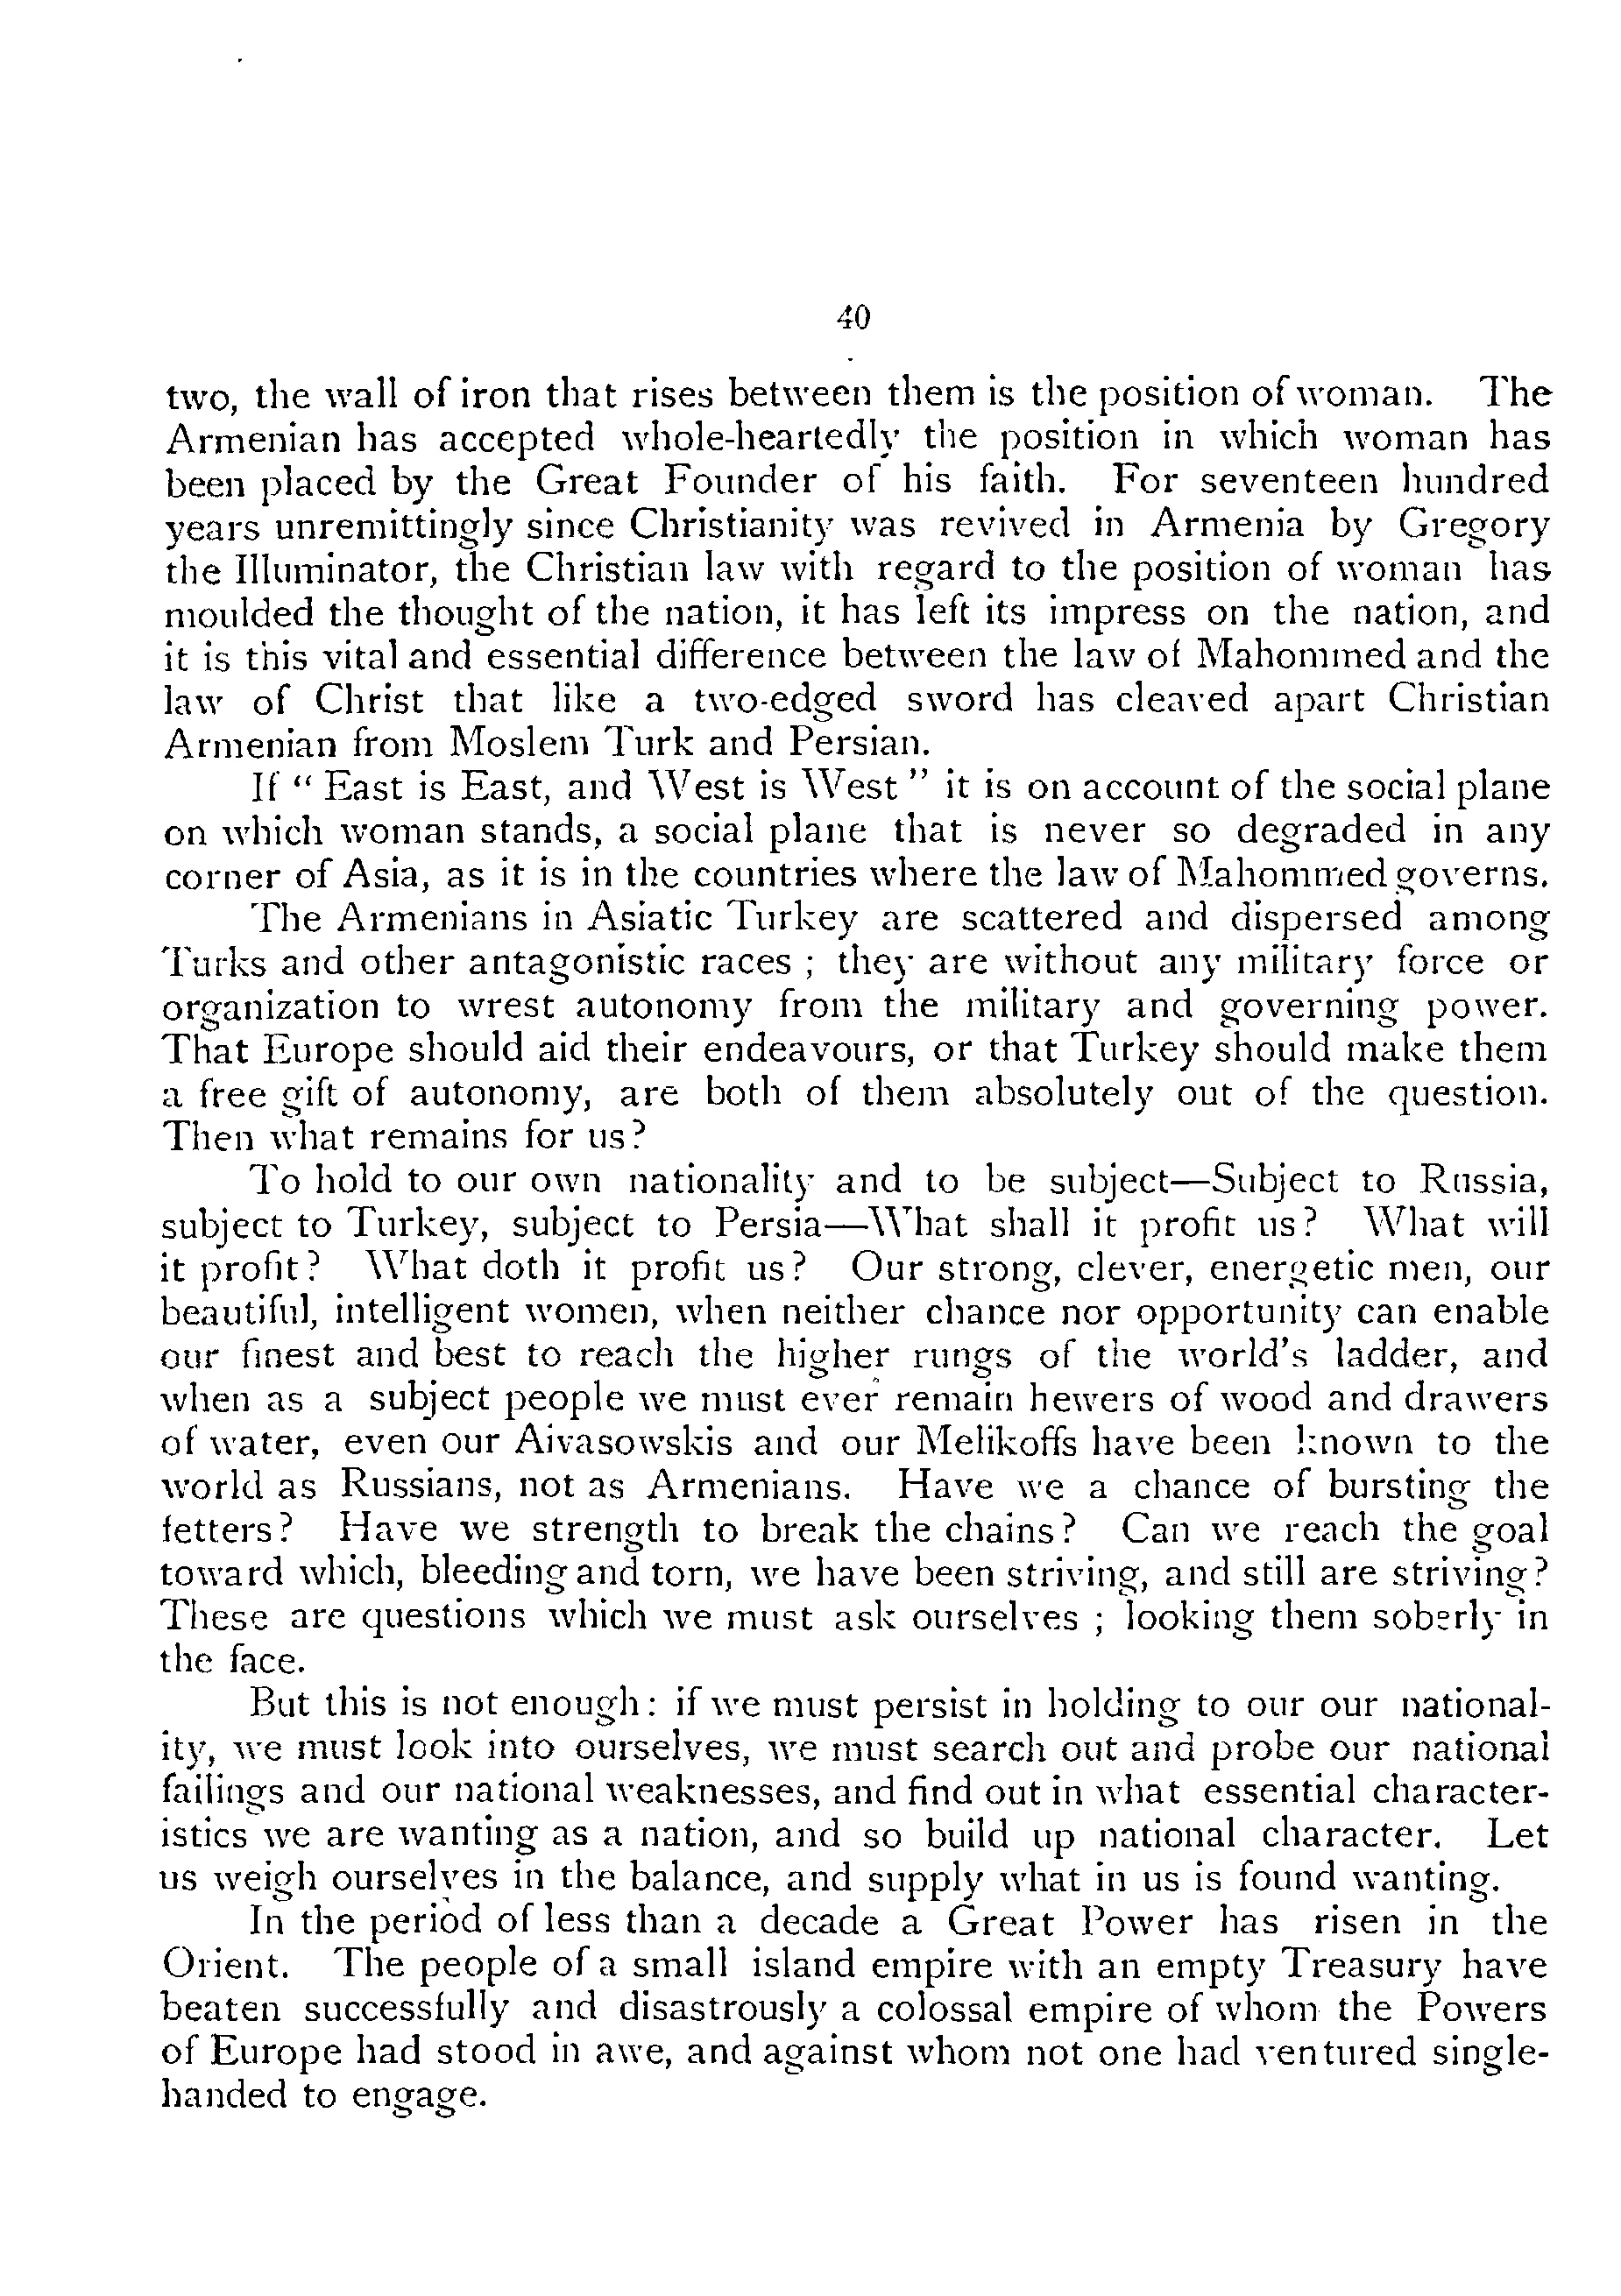 40
two, the wall of iron that rises between them is the position of woman. The
Armenian has accepted whole-heartedly the position in which woman has
been placed by the Great Founder of his faith. For seventeen hundred
years unremittingly since Christianity was revived in Armenia by Gregory
the Illuminator, the Christian law with regard to the position of woman has
moulded the thought of the nation, it has left its impress on the nation, and
it is this vital and essential difference between the law of Mahommed and the
law of Christ that like a two-edged sword has cleaved apart Christian
Armenian from Moslem Turk and Persian.
If " East is East, and West is West " it is on account of the social plane
on which woman stands, a social plane that is never so degraded in any
corner of Asia, as it is in the countries where the law of Mahommed governs.
The Armenians in Asiatic Turkey are scattered and dispersed among
Turks and other antagonistic races ; they are without any military force or
organization to wrest autonomy from the military and governing power.
That Europe should aid their endeavours, or that Turkey should make them
a free gift of autonomy, are both of them absolutely out of the question.
Then what remains for us?
To hold to our own nationality and to be subject—Subject to Russia,
subject to Turkey, subject to Persia—What shall it profit us? What will
it profit? What doth it profit us? Our strong, clever, energetic men, our
beautiful, intelligent women, when neither chance nor opportunity can enable
our finest and best to reach the higher rungs of the world's ladder, and
when as a subject people we must ever remain hewers of wood and drawers
of water, even our Aivasowskis and our Melikoffs have been known to the
world as Russians, not as Armenians. Have we a chance of bursting the
fetters? Have we strength to break the chains? Can we reach the goal
toward which, bleeding and torn, we have been striving, and still are striving?
These are questions which we must ask ourselves ; looking them soberly in
the face.
But this is not enough: if we must persist in holding to our our national-
ity, we must look into ourselves, we must search out and probe our national
failings and our national weaknesses, and find out in what essential character-
istics we are wanting as a nation, and so build up national character. Let
us weigh ourselves in the balance, and supply what in us is found wanting.
In the period of less than a decade a Great Power has risen in the
Orient. The people of a small island empire with an empty Treasury have
beaten successfully and disastrously a colossal empire of whom the Powers
of Europe had stood in awe, and against whom not one had ventured single-
handed to engage.